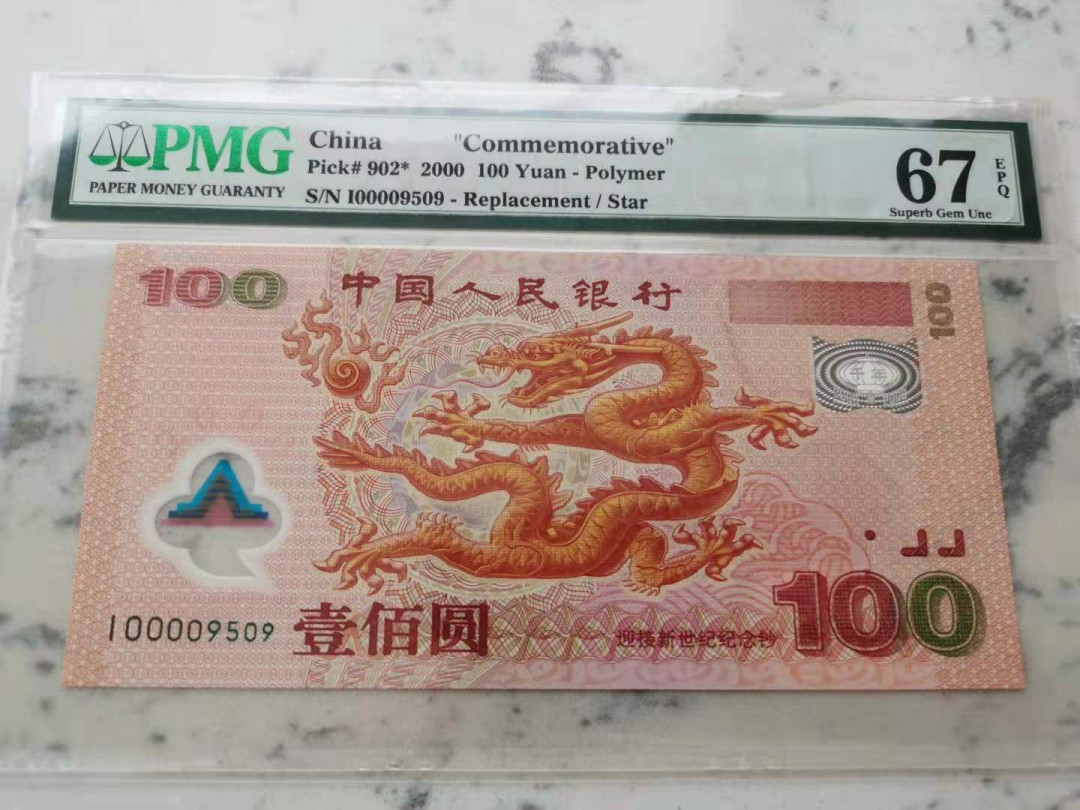 PMG
PAPER MONEY GUARANTY
China "Commemorative"
Pick# 902* 2000 100 Yuan - Polymer
S/N I00009509 - Replacement / Star
67
EPQ
Superb Gem Unc
100
中国人民银行
100
千年
I00009509
壹佰圆
迎接新世纪纪念钞
100